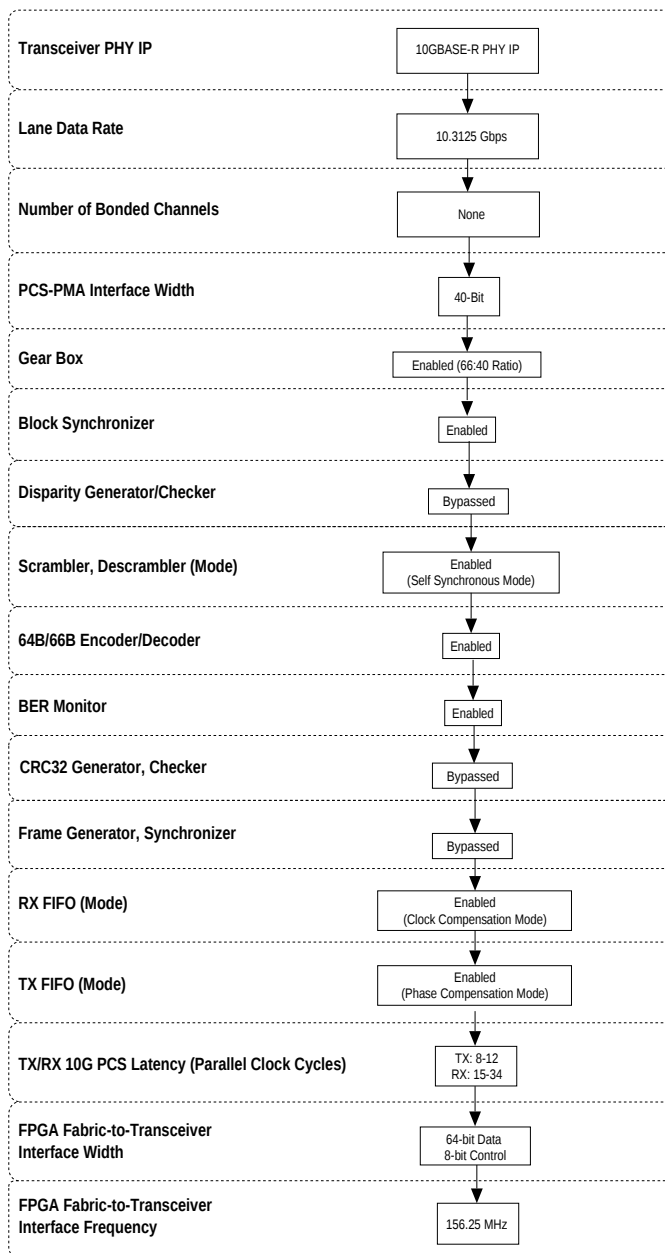 Transceiver PHY IP
10GBASE-R PHY IP
Lane Data Rate
10.3125 Gbps
Number of Bonded Channels
None
PCS-PMA Interface Width
40-Bit
Gear Box
Enabled (66:40 Ratio)
Block Synchronizer
Enabled
Disparity Generator/Checker
Bypassed
Scrambler, Descrambler (Mode)
Enabled
(Self Synchronous Mode)
64B/66B Encoder/Decoder
Enabled
BER Monitor
Enabled
CRC32 Generator, Checker
Bypassed
Frame Generator, Synchronizer
Bypassed
RX FIFO (Mode)
Enabled
(Clock Compensation Mode)
TX FIFO (Mode)
Enabled
(Phase Compensation Mode)
TX/RX 10G PCS Latency (Parallel Clock Cycles)
TX: 8-12
RX: 15-34
FPGA Fabric-to-Transceiver
Interface Width
64-bit Data
8-bit Control
FPGA Fabric-to-Transceiver
Interface Frequency
156.25 MHz